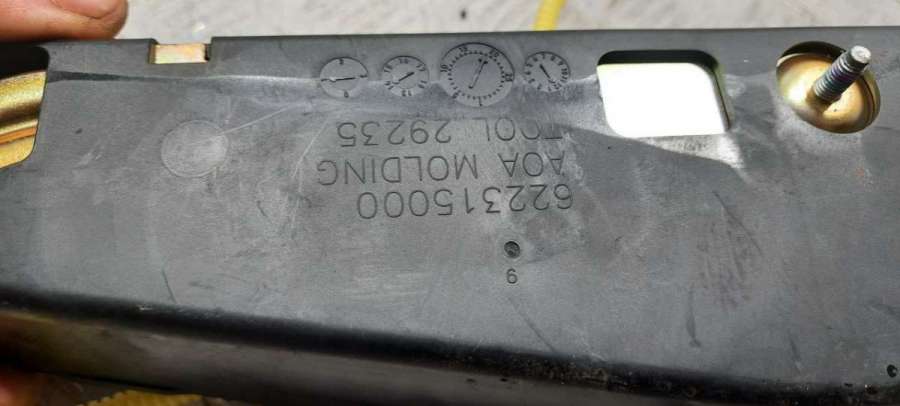 6
622315000
AOA MOLDING
TOOL 29235